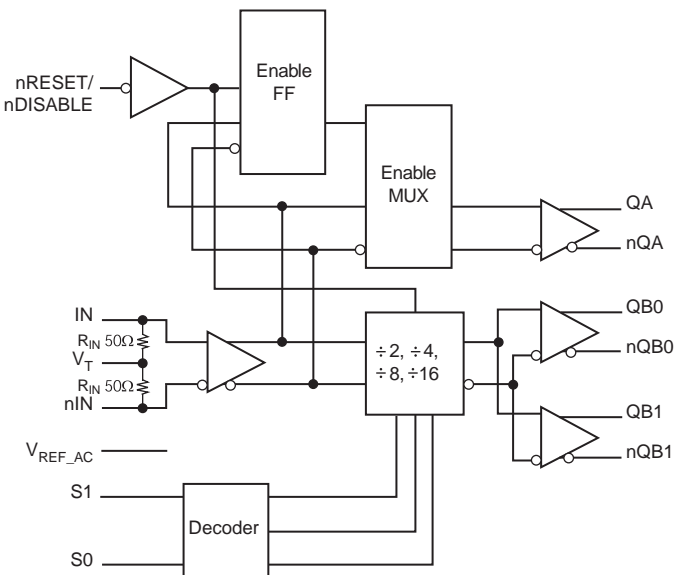 nRESET/
nDISABLE
Enable
FF
Enable
MUX
QA
nQA
IN
R_IN 50Ω
V_T
R_IN 50Ω
nIN
÷2, ÷4,
÷8, ÷16
QB0
nQB0
QB1
nQB1
V_REF_AC
S1
Decoder
S0